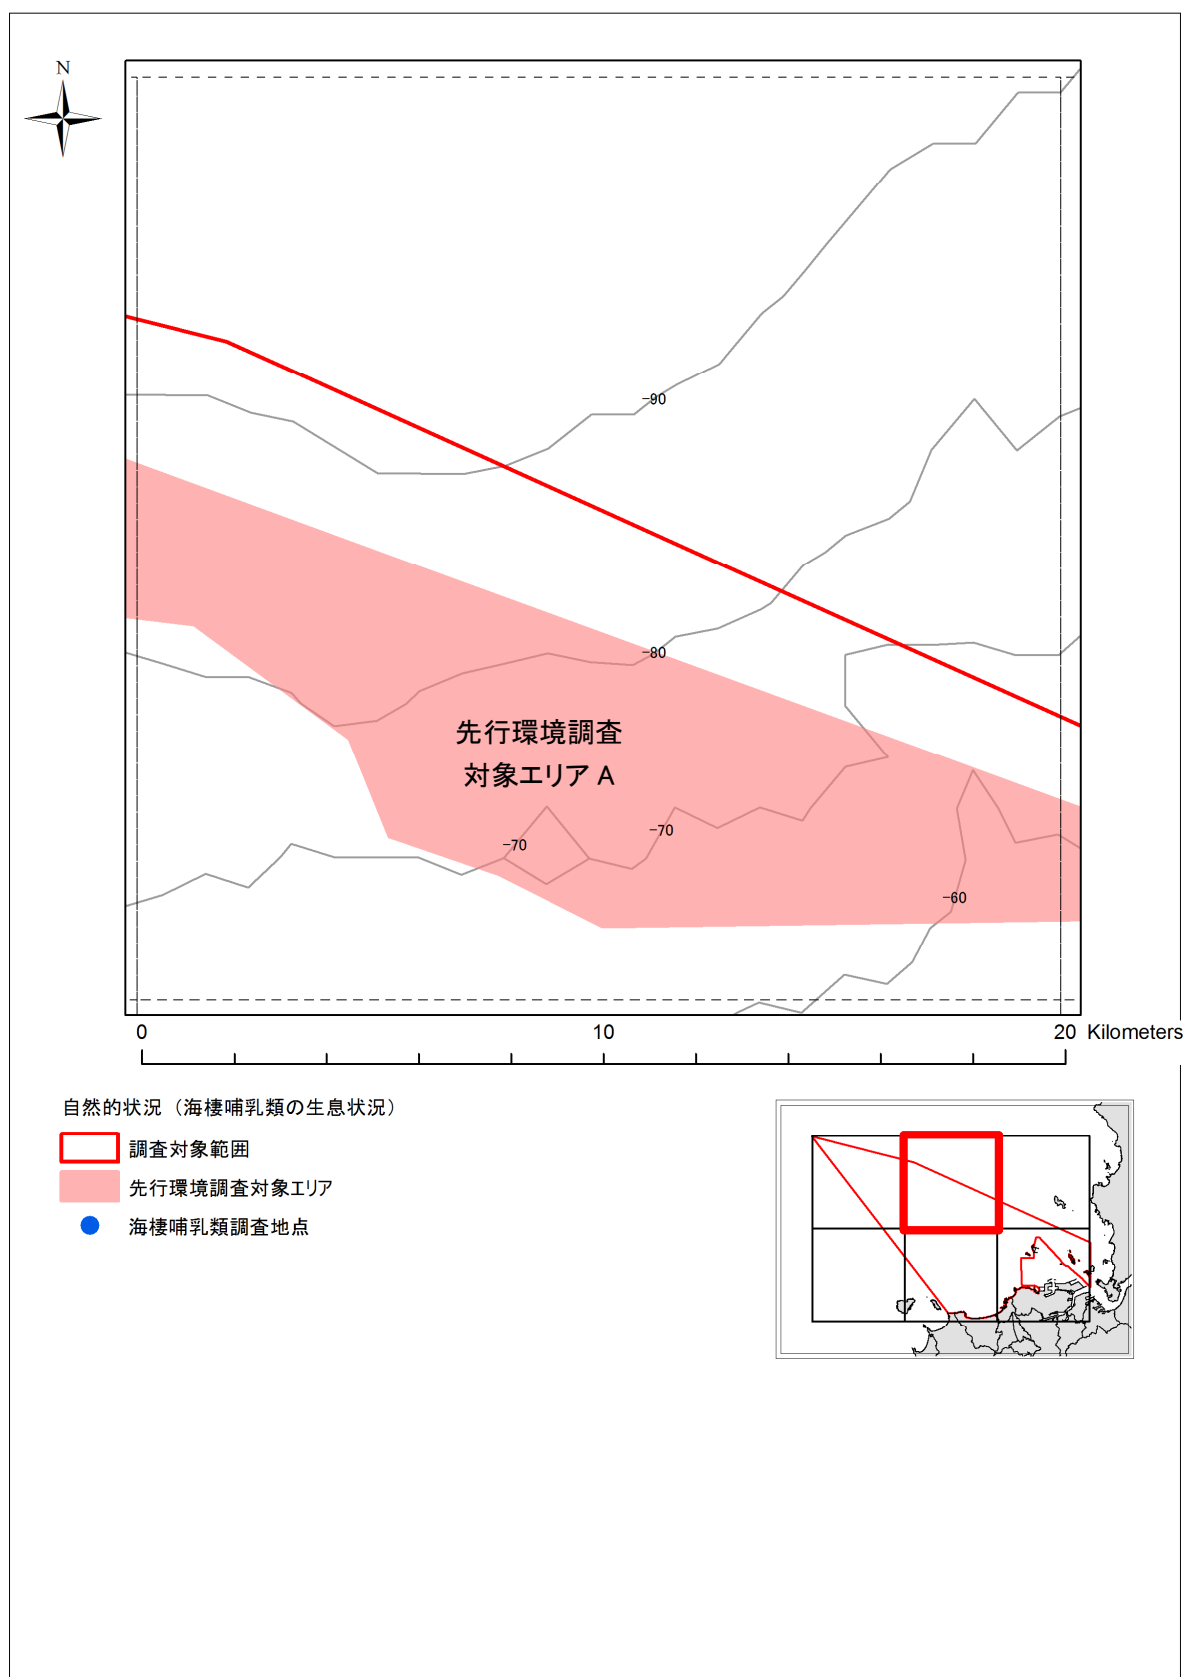 N
-90
-80
先行環境調査
対象エリア A
-70
-70
-60
0 10 20 Kilometers
自然的状況（海棲哺乳類の生息状況）
調査対象範囲
先行環境調査対象エリア
海棲哺乳類調査地点